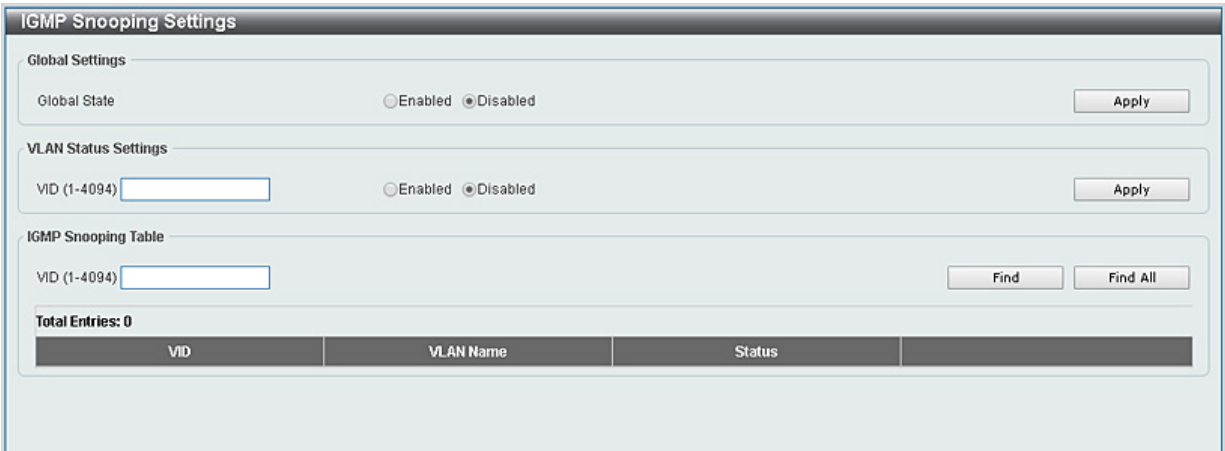 IGMP Snooping Settings
Global Settings
Global State Enabled Disabled Apply
VLAN Status Settings
VID (1-4094) Enabled Disabled Apply
IGMP Snooping Table
VID (1-4094) Find Find All
Total Entries: 0
VID VLAN Name Status